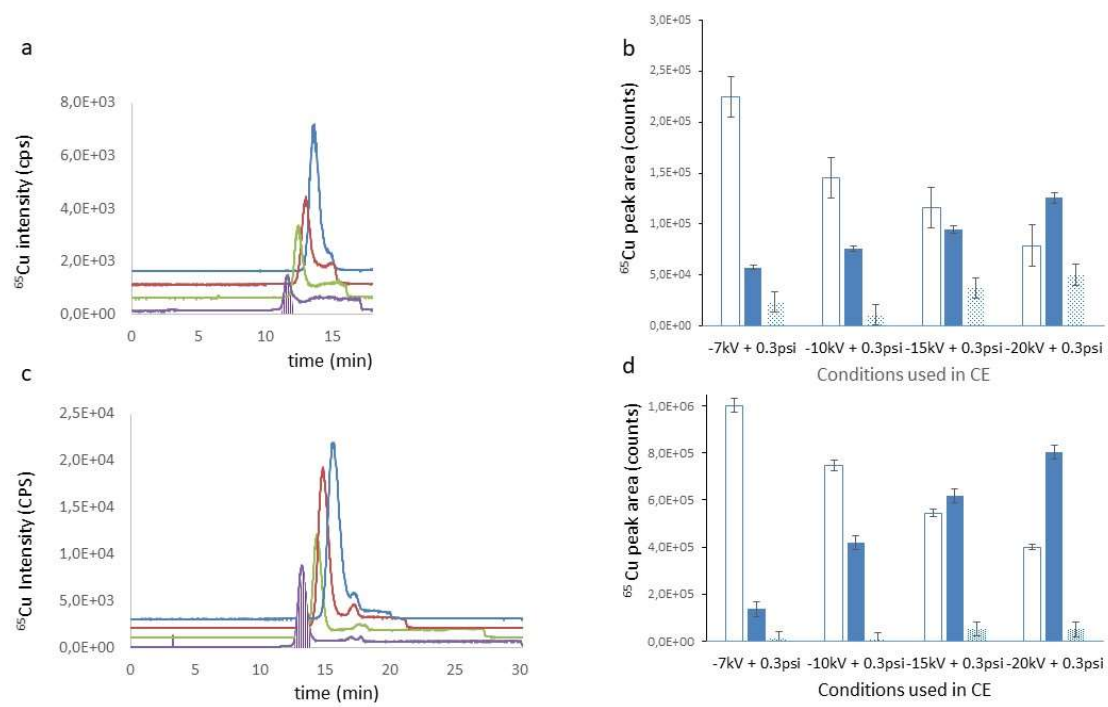 a
⁶⁵Cu intensity (cps)
8,0E+03
6,0E+03
4,0E+03
2,0E+03
0,0E+00
0 5 10 15
time (min)
b
⁶⁵Cu peak area (counts)
3,0E+05
2,5E+05
2,0E+05
1,5E+05
1,0E+05
5,0E+04
0,0E+00
-7kV + 0.3psi -10kV + 0.3psi -15kV + 0.3psi -20kV + 0.3psi
Conditions used in CE
c
⁶⁵Cu Intensity (CPS)
2,5E+04
2,0E+04
1,5E+04
1,0E+04
5,0E+03
0,0E+00
0 5 10 15 20 25 30
time (min)
d
⁶⁵Cu peak area (counts)
1,0E+06
8,0E+05
6,0E+05
4,0E+05
2,0E+05
0,0E+00
-7kV + 0.3psi -10kV + 0.3psi -15kV + 0.3psi -20kV + 0.3psi
Conditions used in CE